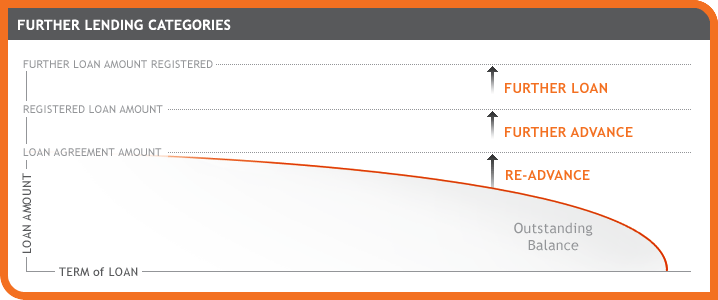 FURTHER LENDING CATEGORIES
FURTHER LOAN AMOUNT REGISTERED
FURTHER LOAN
REGISTERED LOAN AMOUNT
FURTHER ADVANCE
LOAN AGREEMENT AMOUNT
RE-ADVANCE
LOAN AMOUNT
Outstanding
Balance
TERM of LOAN